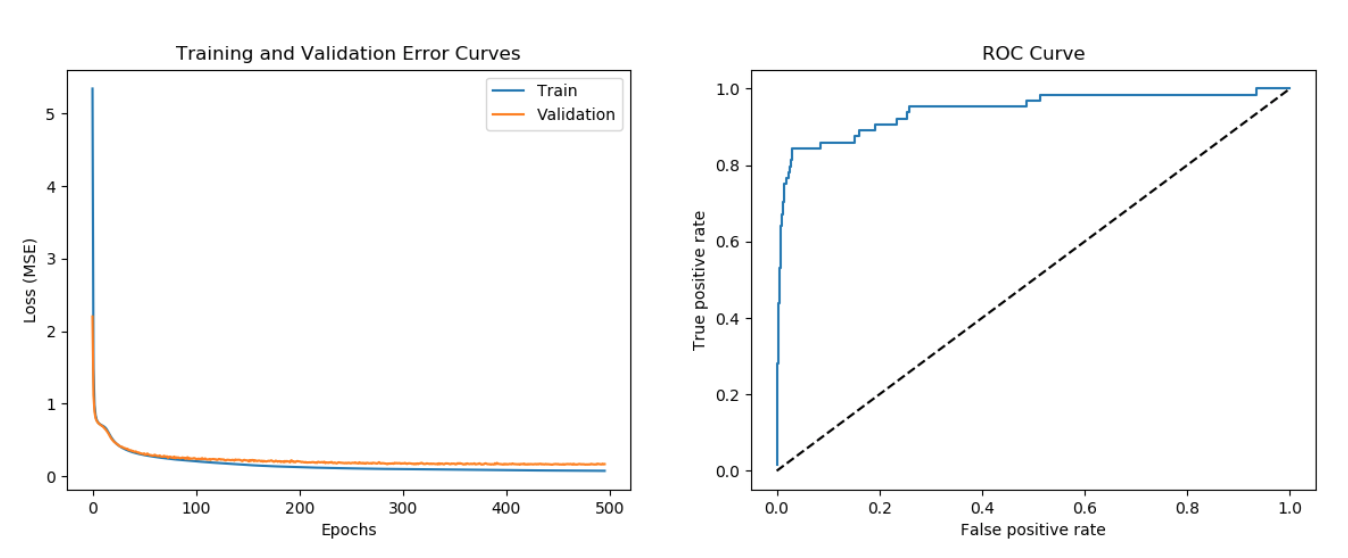 Training and Validation Error Curves
Train
Validation
5
4
3
2
1
0
Loss (MSE)
0 100 200 300 400 500
Epochs
ROC Curve
1.0
0.8
0.6
0.4
0.2
0.0
True positive rate
0.0 0.2 0.4 0.6 0.8 1.0
False positive rate